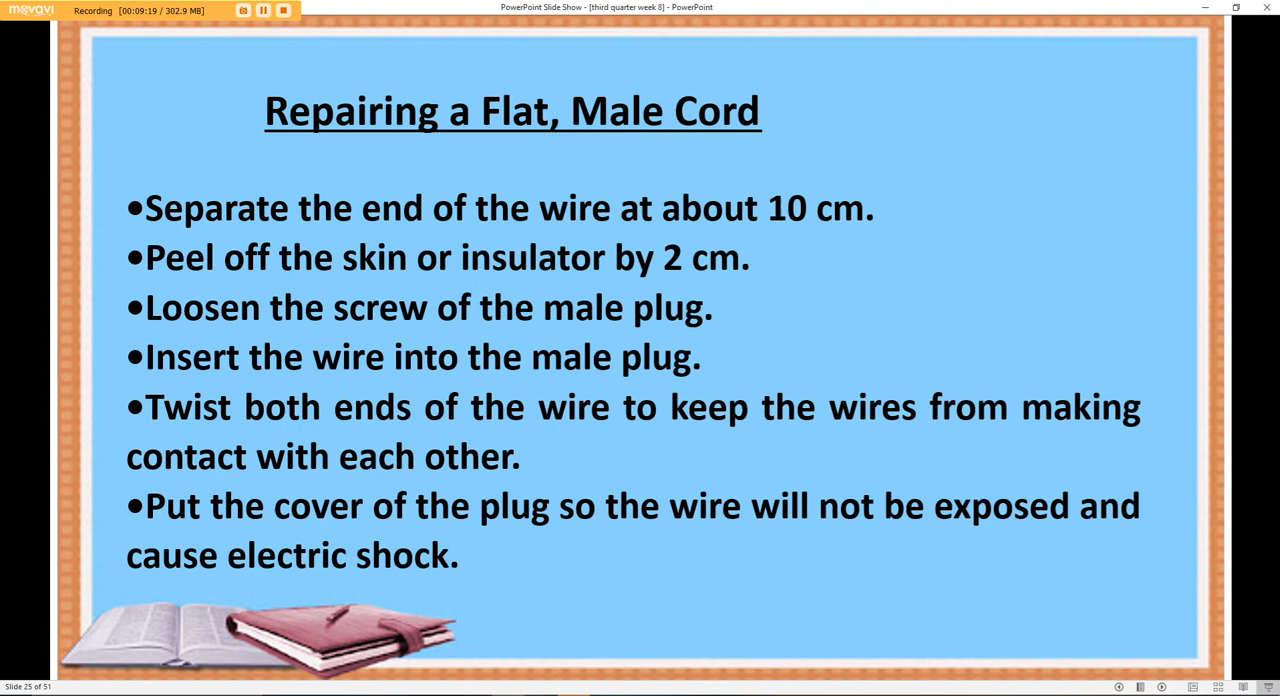 movavi
Recording [00:09:19 / 302.9 MB]
PowerPoint Slide Show - [third quarter week 8] - PowerPoint
Repairing a Flat, Male Cord
•Separate the end of the wire at about 10 cm.
•Peel off the skin or insulator by 2 cm.
•Loosen the screw of the male plug.
•Insert the wire into the male plug.
•Twist both ends of the wire to keep the wires from making
contact with each other.
•Put the cover of the plug so the wire will not be exposed and
cause electric shock.
Slide 25 of 51